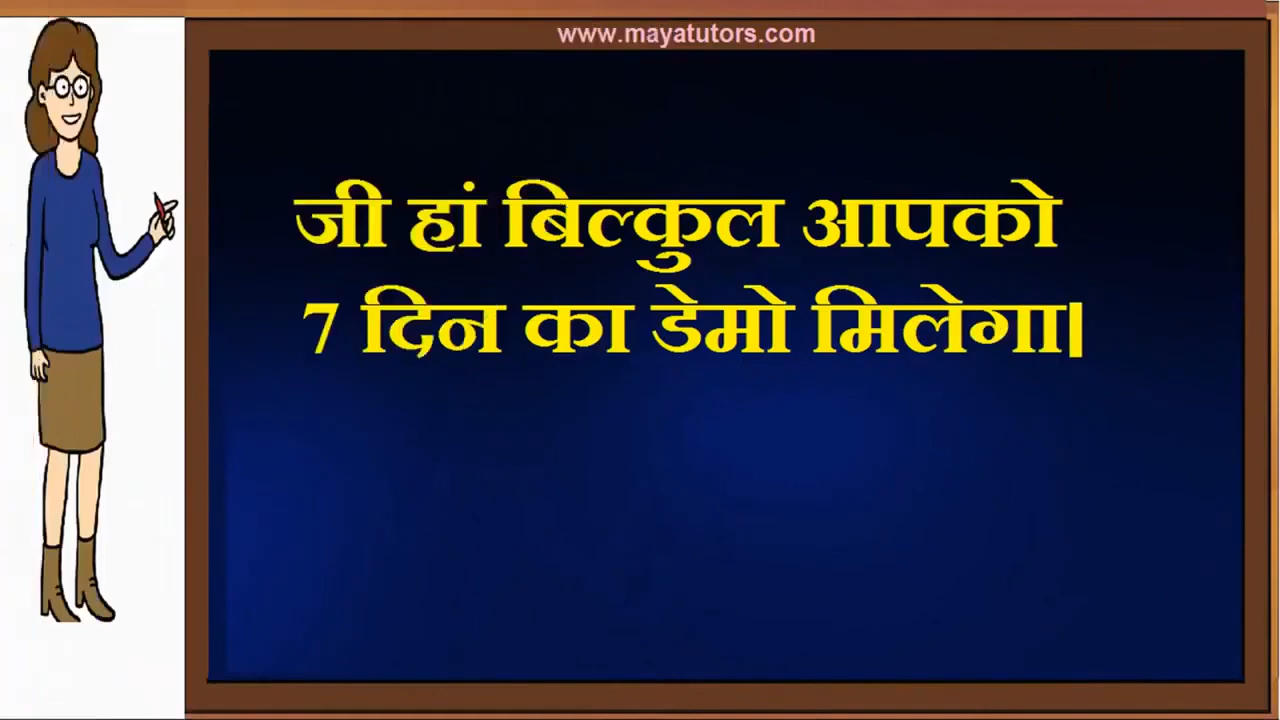 www.mayatutors.com
जी हां बिल्कुल आपको
7 दिन का डेमो मिलेगा।